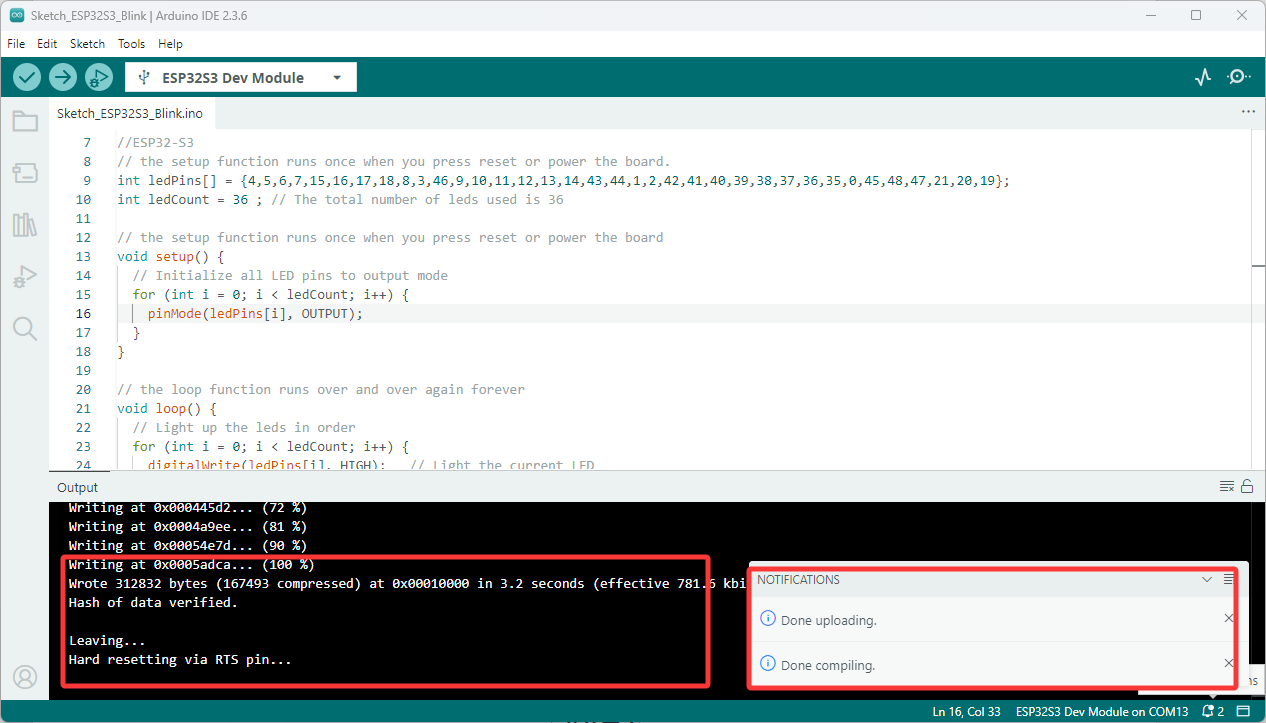 Sketch_ESP32S3_Blink | Arduino IDE 2.3.6
File Edit Sketch Tools Help
ESP32S3 Dev Module
Sketch_ESP32S3_Blink.ino
7 //ESP32-S3
8 // the setup function runs once when you press reset or power the board.
9 int ledPins[] = {4,5,6,7,15,16,17,18,8,3,46,9,10,11,12,13,14,43,44,1,2,42,41,40,39,38,37,36,35,0,45,48,47,21,20,19};
10 int ledCount = 36 ; // The total number of leds used is 36
11
12 // the setup function runs once when you press reset or power the board
13 void setup() {
14 // Initialize all LED pins to output mode
15 for (int i = 0; i < ledCount; i++) {
16 pinMode(ledPins[i], OUTPUT);
17 }
18 }
19
20 // the loop function runs over and over again forever
21 void loop() {
22 // Light up the leds in order
23 for (int i = 0; i < ledCount; i++) {
24 digitalWrite(ledPins[i], HIGH); // Light the current LED
Output
Writing at 0x000445d2... (72 %)
Writing at 0x0004a9ee... (81 %)
Writing at 0x00054e7d... (90 %)
Writing at 0x0005adca... (100 %)
Wrote 312832 bytes (167493 compressed) at 0x00010000 in 3.2 seconds (effective 781.6 kbi
Hash of data verified.
Leaving...
Hard resetting via RTS pin...
NOTIFICATIONS
Done uploading.
Done compiling.
ns
Ln 16, Col 33 ESP32S3 Dev Module on COM13 2